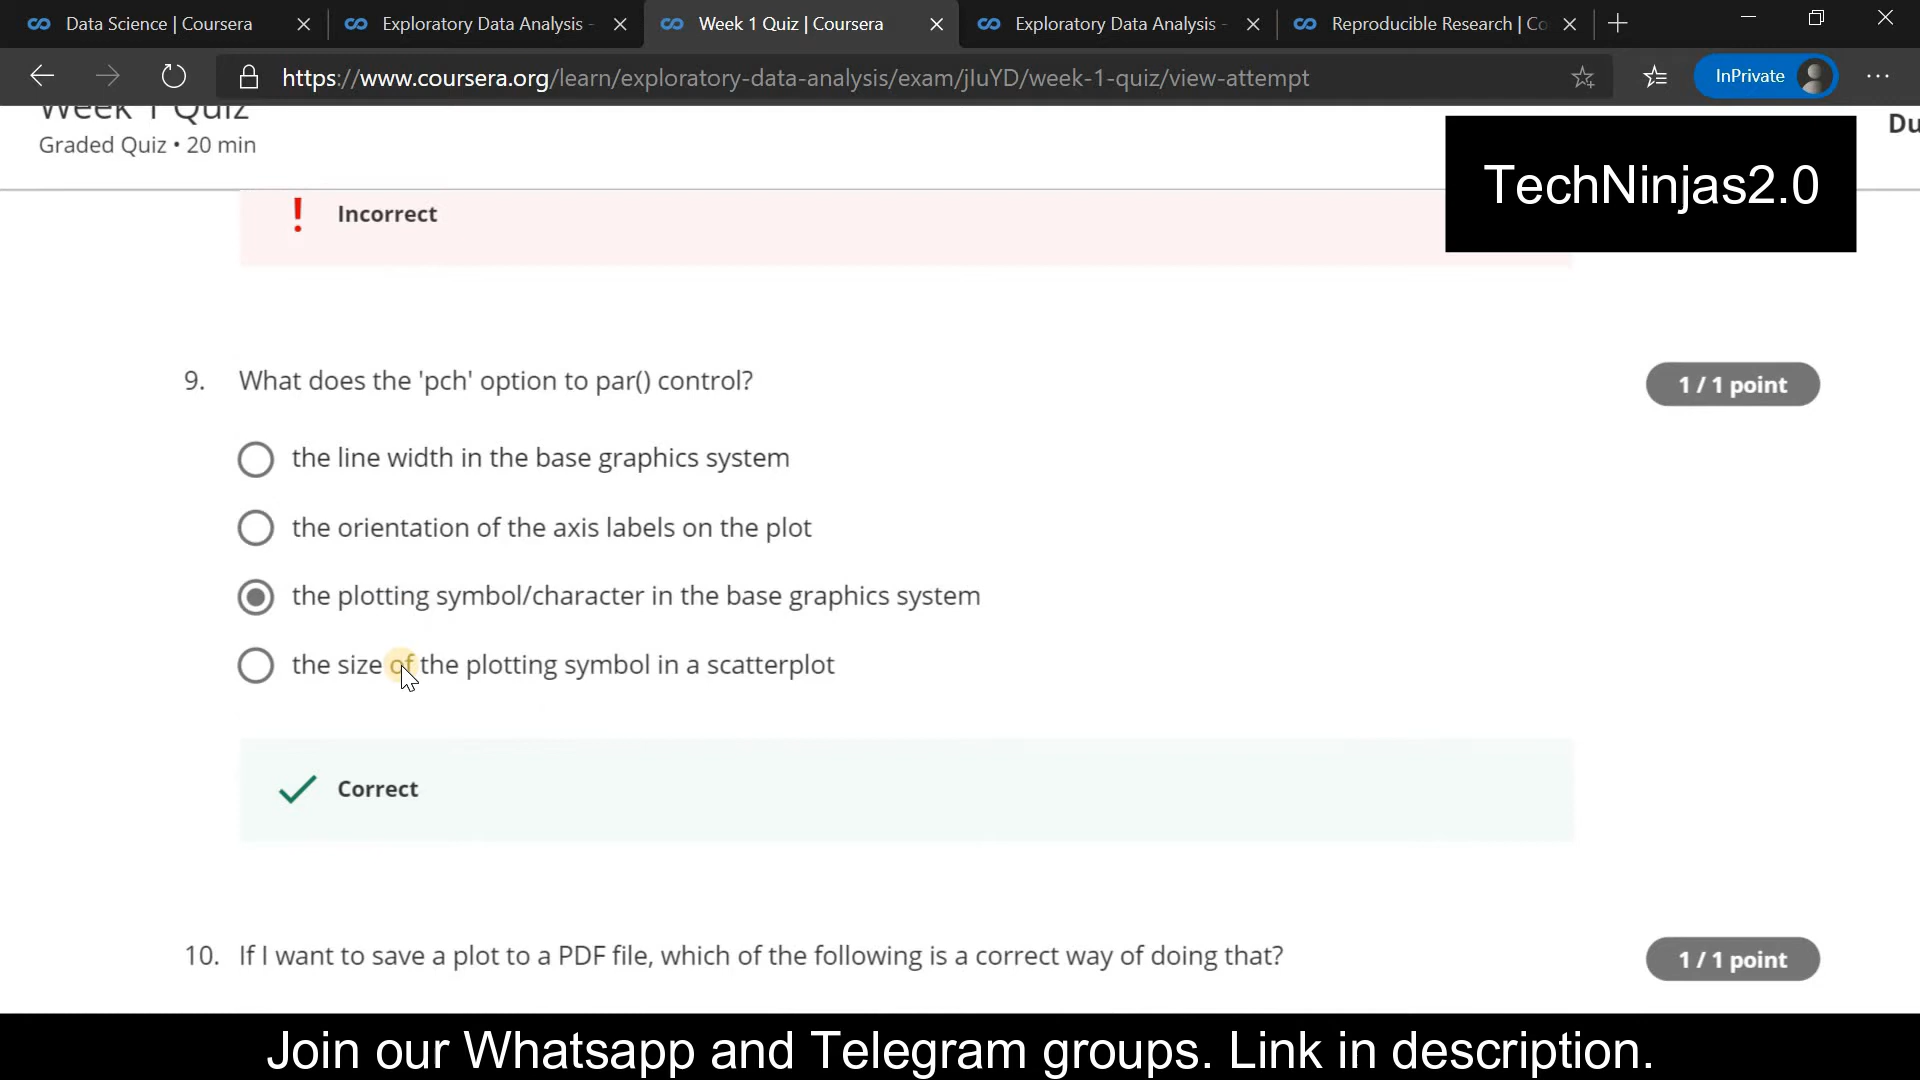 Data Science | Coursera
Exploratory Data Analysis -
Week 1 Quiz | Coursera
Exploratory Data Analysis -
Reproducible Research | Co
https://www.coursera.org/learn/exploratory-data-analysis/exam/jIuYD/week-1-quiz/view-attempt
InPrivate
Week 1 Quiz
Du
Graded Quiz • 20 min
TechNinjas2.0
Incorrect
9. What does the 'pch' option to par() control?
1 / 1 point
the line width in the base graphics system
the orientation of the axis labels on the plot
the plotting symbol/character in the base graphics system
the size of the plotting symbol in a scatterplot
Correct
10. If I want to save a plot to a PDF file, which of the following is a correct way of doing that?
1 / 1 point
Join our Whatsapp and Telegram groups. Link in description.